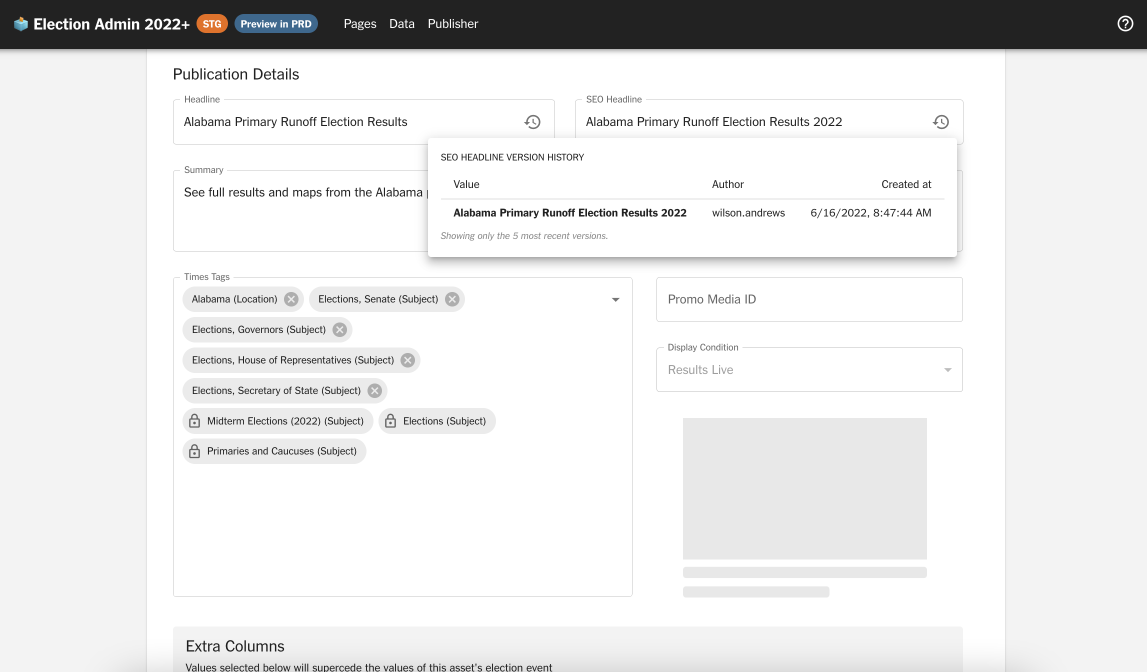 Election Admin 2022+ STG Preview in PRD Pages Data Publisher
Publication Details
Headline
Alabama Primary Runoff Election Results
SEO Headline
Alabama Primary Runoff Election Results 2022
SEO HEADLINE VERSION HISTORY
Value Author Created at
Alabama Primary Runoff Election Results 2022 wilson.andrews 6/16/2022, 8:47:44 AM
Showing only the 5 most recent versions.
Summary
See full results and maps from the Alabama
Times Tags
Alabama (Location) Elections, Senate (Subject)
Elections, Governors (Subject)
Elections, House of Representatives (Subject)
Elections, Secretary of State (Subject)
Midterm Elections (2022) (Subject) Elections (Subject)
Primaries and Caucuses (Subject)
Promo Media ID
Display Condition
Results Live
Extra Columns
Values selected below will supercede the values of this asset's election event